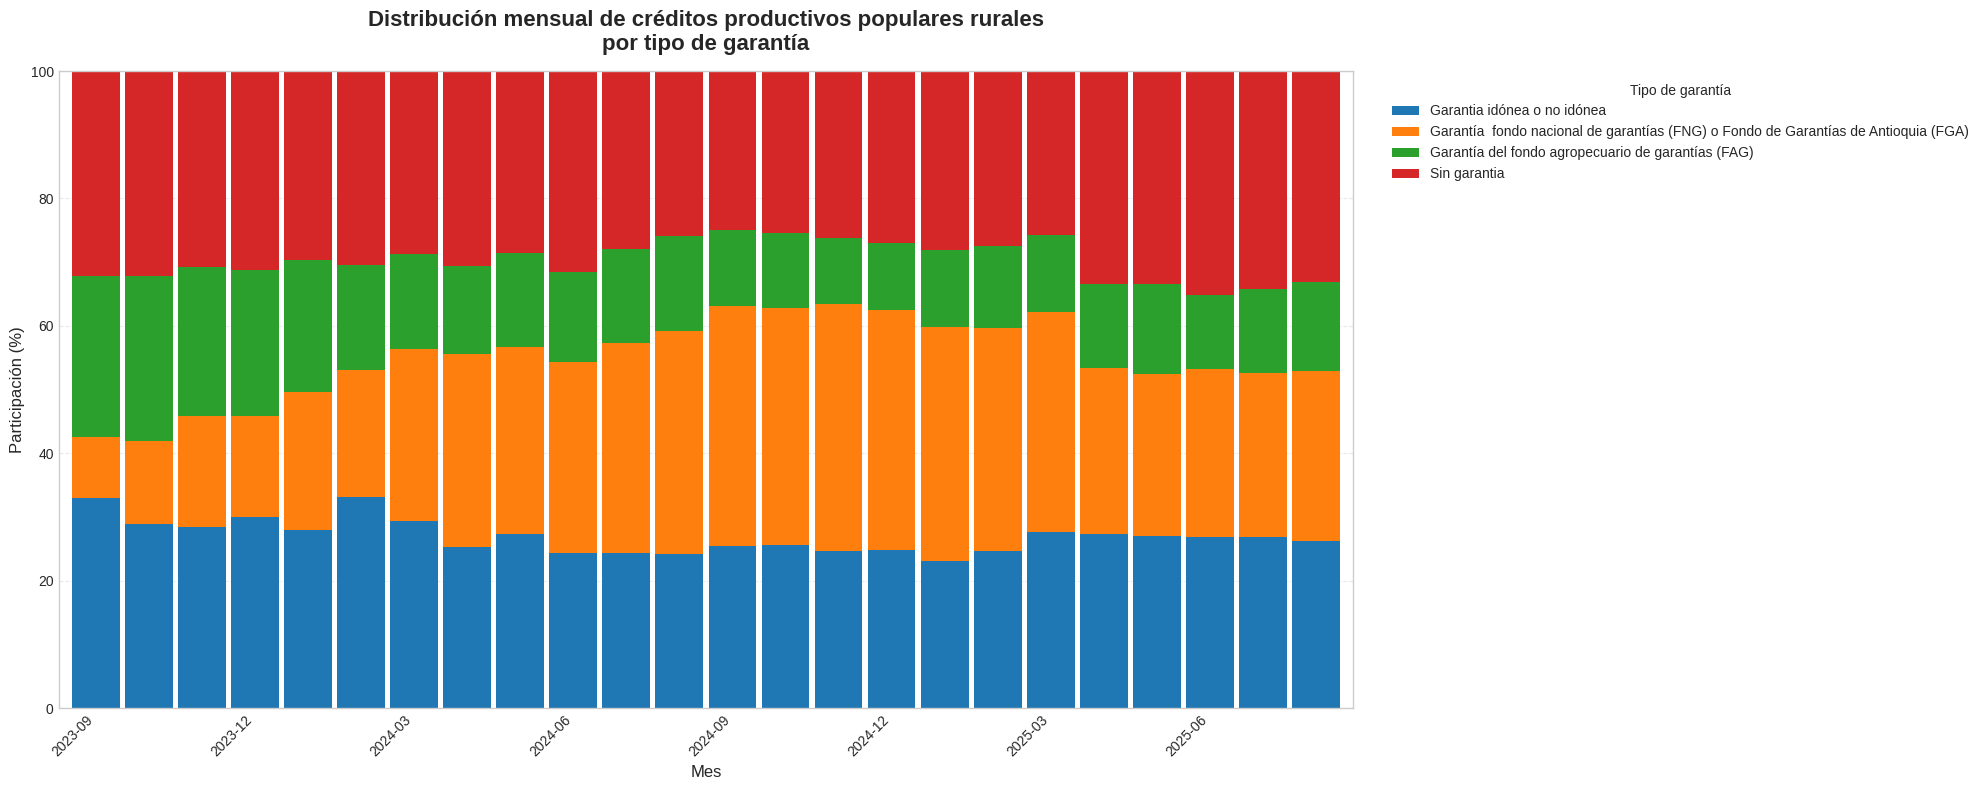 Distribución mensual de créditos productivos populares rurales
por tipo de garantía
Participación (%)
100
80
60
40
20
0
2023-09
2023-12
2024-03
2024-06
2024-09
2024-12
2025-03
2025-06
Mes
Tipo de garantía
Garantia idónea o no idónea
Garantía  fondo nacional de garantías (FNG) o Fondo de Garantías de Antioquia (FGA)
Garantía del fondo agropecuario de garantías (FAG)
Sin garantia